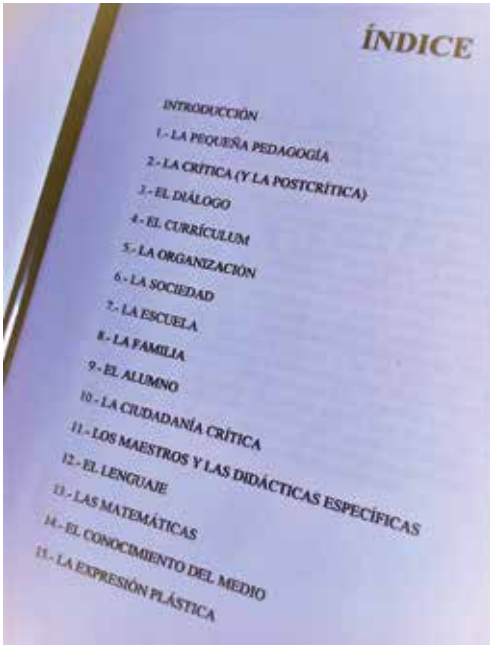 ÍNDICE
INTRODUCCIÓN
1.- LA PEQUEÑA PEDAGOGÍA
2.- LA CRÍTICA (Y LA POSTCRÍTICA)
3.- EL DIÁLOGO
4.- EL CURRÍCULUM
5.- LA ORGANIZACIÓN
6.- LA SOCIEDAD
7.- LA ESCUELA
8.- LA FAMILIA
9.- EL ALUMNO
10.- LA CIUDADANÍA CRÍTICA
11.- LOS MAESTROS Y LAS DIDÁCTICAS ESPECÍFICAS
12.- EL LENGUAJE
13.- LAS MATEMÁTICAS
14.- EL CONOCIMIENTO DEL MEDIO
15.- LA EXPRESIÓN PLÁSTICA